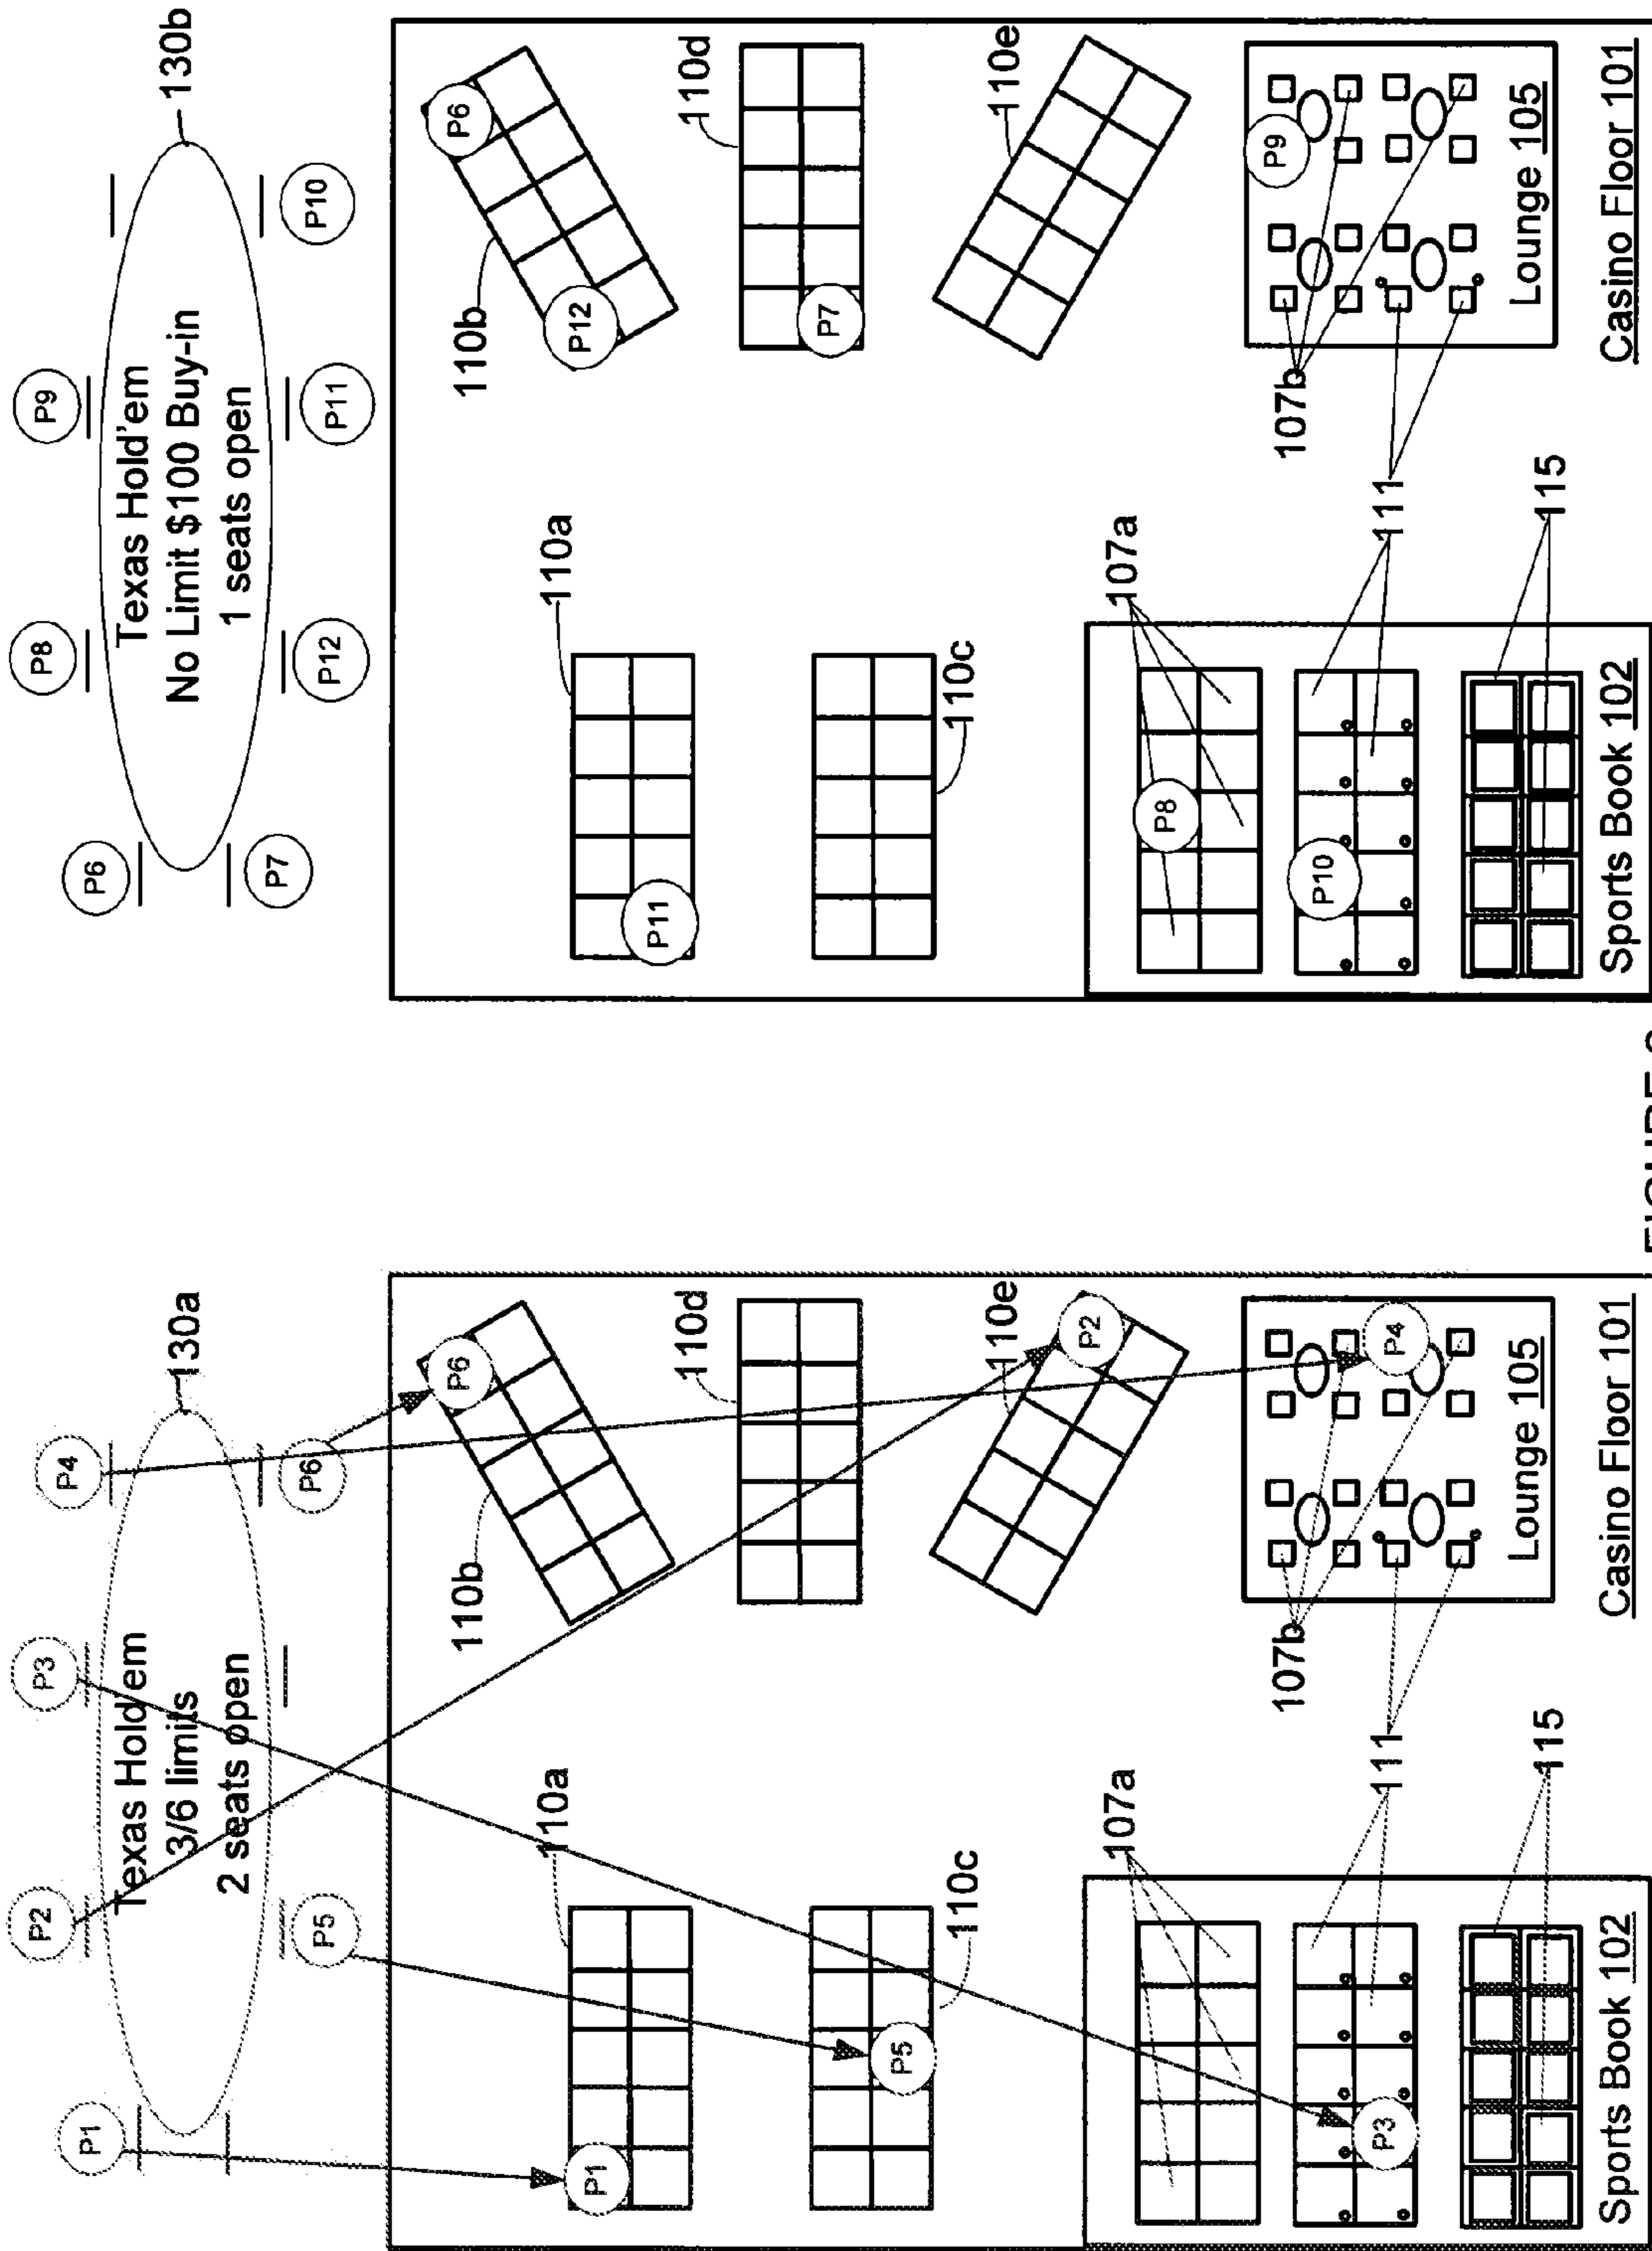 P1
P2
P3
P4
130a
Texas Hold'em
3/6 limits
2 seats open
P5
P6
110a
110b
P6
P1
110c
110d
P5
110e
P2
107a
107b
P4
111
P3
115
Lounge 105
Sports Book 102
Casino Floor 101
P6
P8
P9
130b
Texas Hold'em
No Limit $100 Buy-in
1 seats open
P7
P12
P11
P10
110a
110b
P6
P12
P11
110c
110d
P7
110e
107a
P8
107b
P9
111
P10
115
Lounge 105
Sports Book 102
Casino Floor 101
FIGURE